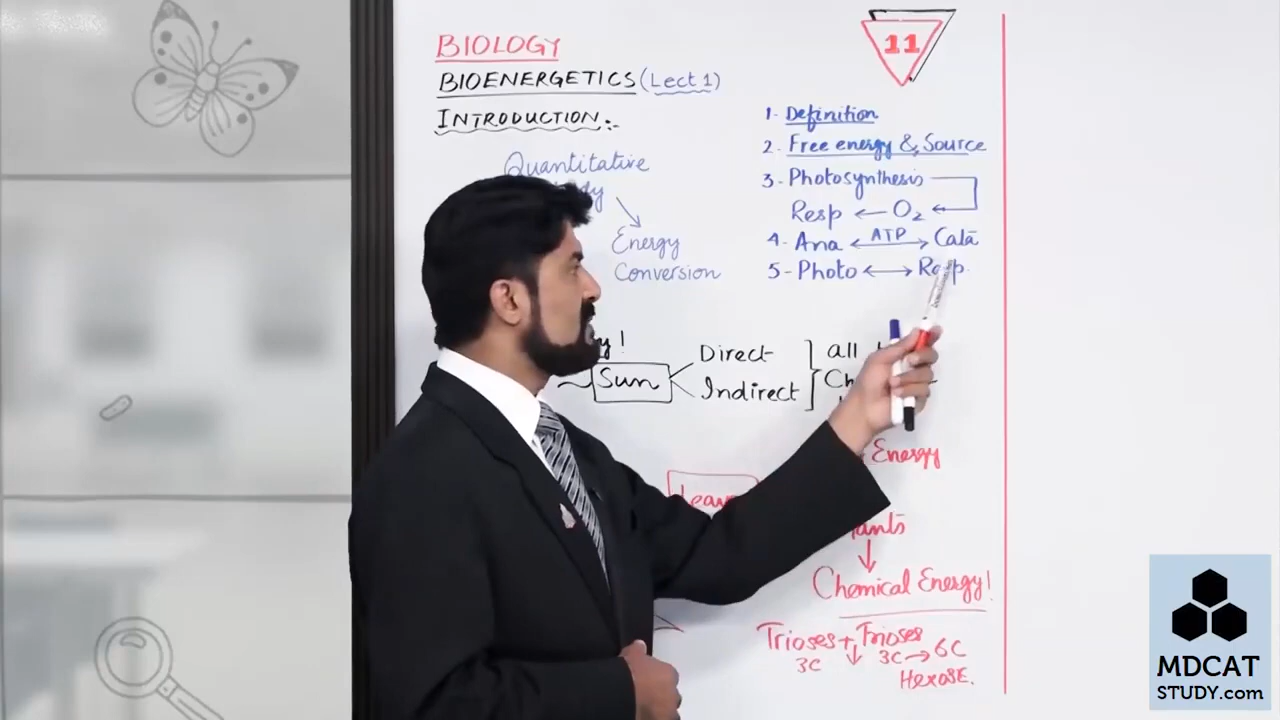 BIOLOGY
BIOENERGETICS (Lect 1)
INTRODUCTION:-
Quantitative
Energy
Conversion
11
1- Definition
2. Free energy & Source
3- Photosynthesis
Resp ← O2 ←
4- Ana ←ATP→ Cata
5- Photo ←→ Resp.
Sun
Direct
Indirect
all
Energy
Chemical Energy!
Trioses + Trioses
3C ↓ 3C → 6C
Hexose.
MDCAT
STUDY.com